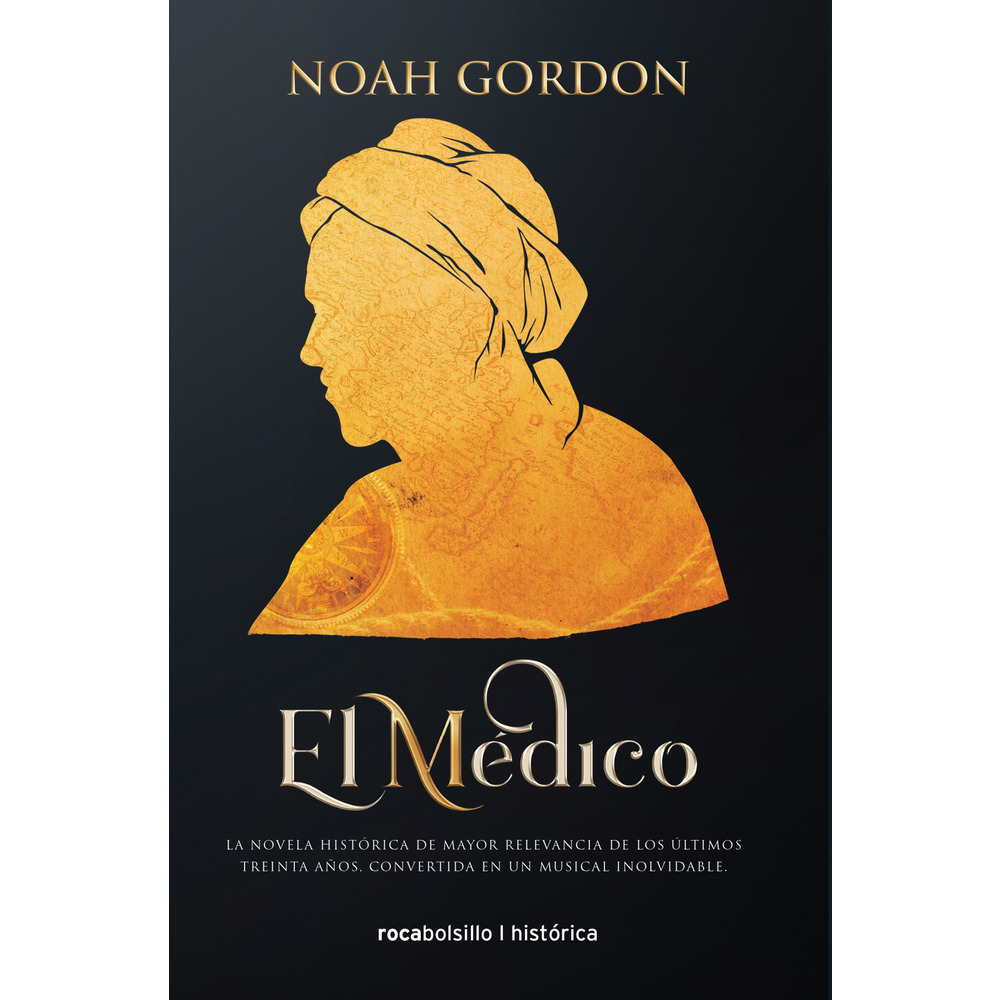 NOAH GORDON
El Médico
LA NOVELA HISTÓRICA DE MAYOR RELEVANCIA DE LOS ÚLTIMOS
TREINTA AÑOS, CONVERTIDA EN UN MUSICAL INOLVIDABLE.
rocabolsillo | histórica